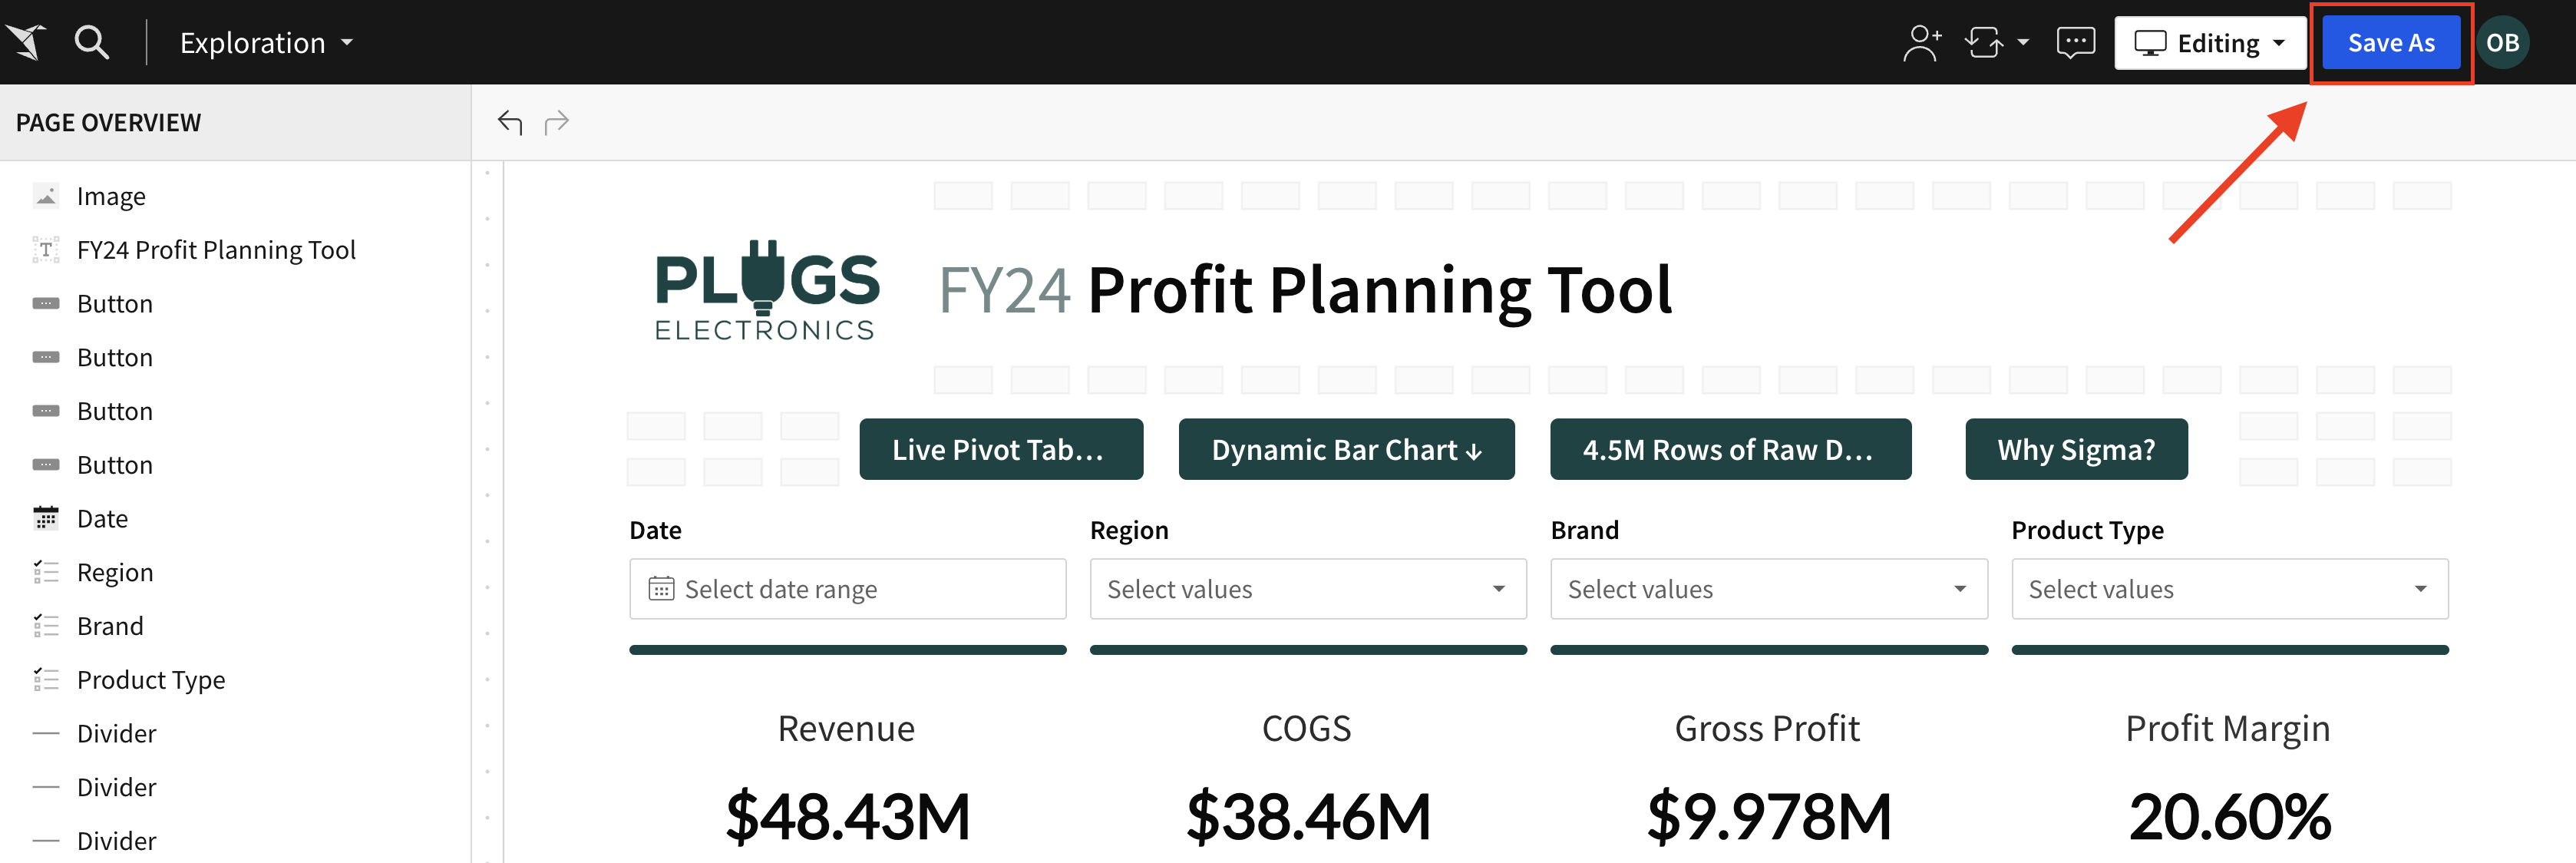 Exploration
Editing
Save As
OB
PAGE OVERVIEW
Image
FY24 Profit Planning Tool
Button
Button
Button
Button
Date
Region
Brand
Product Type
Divider
Divider
Divider
PLUGS
ELECTRONICS
FY24 Profit Planning Tool
Live Pivot Tab...
Dynamic Bar Chart ↓
4.5M Rows of Raw D...
Why Sigma?
Date
Region
Brand
Product Type
Select date range
Select values
Select values
Select values
Revenue
COGS
Gross Profit
Profit Margin
$48.43M
$38.46M
$9.978M
20.60%